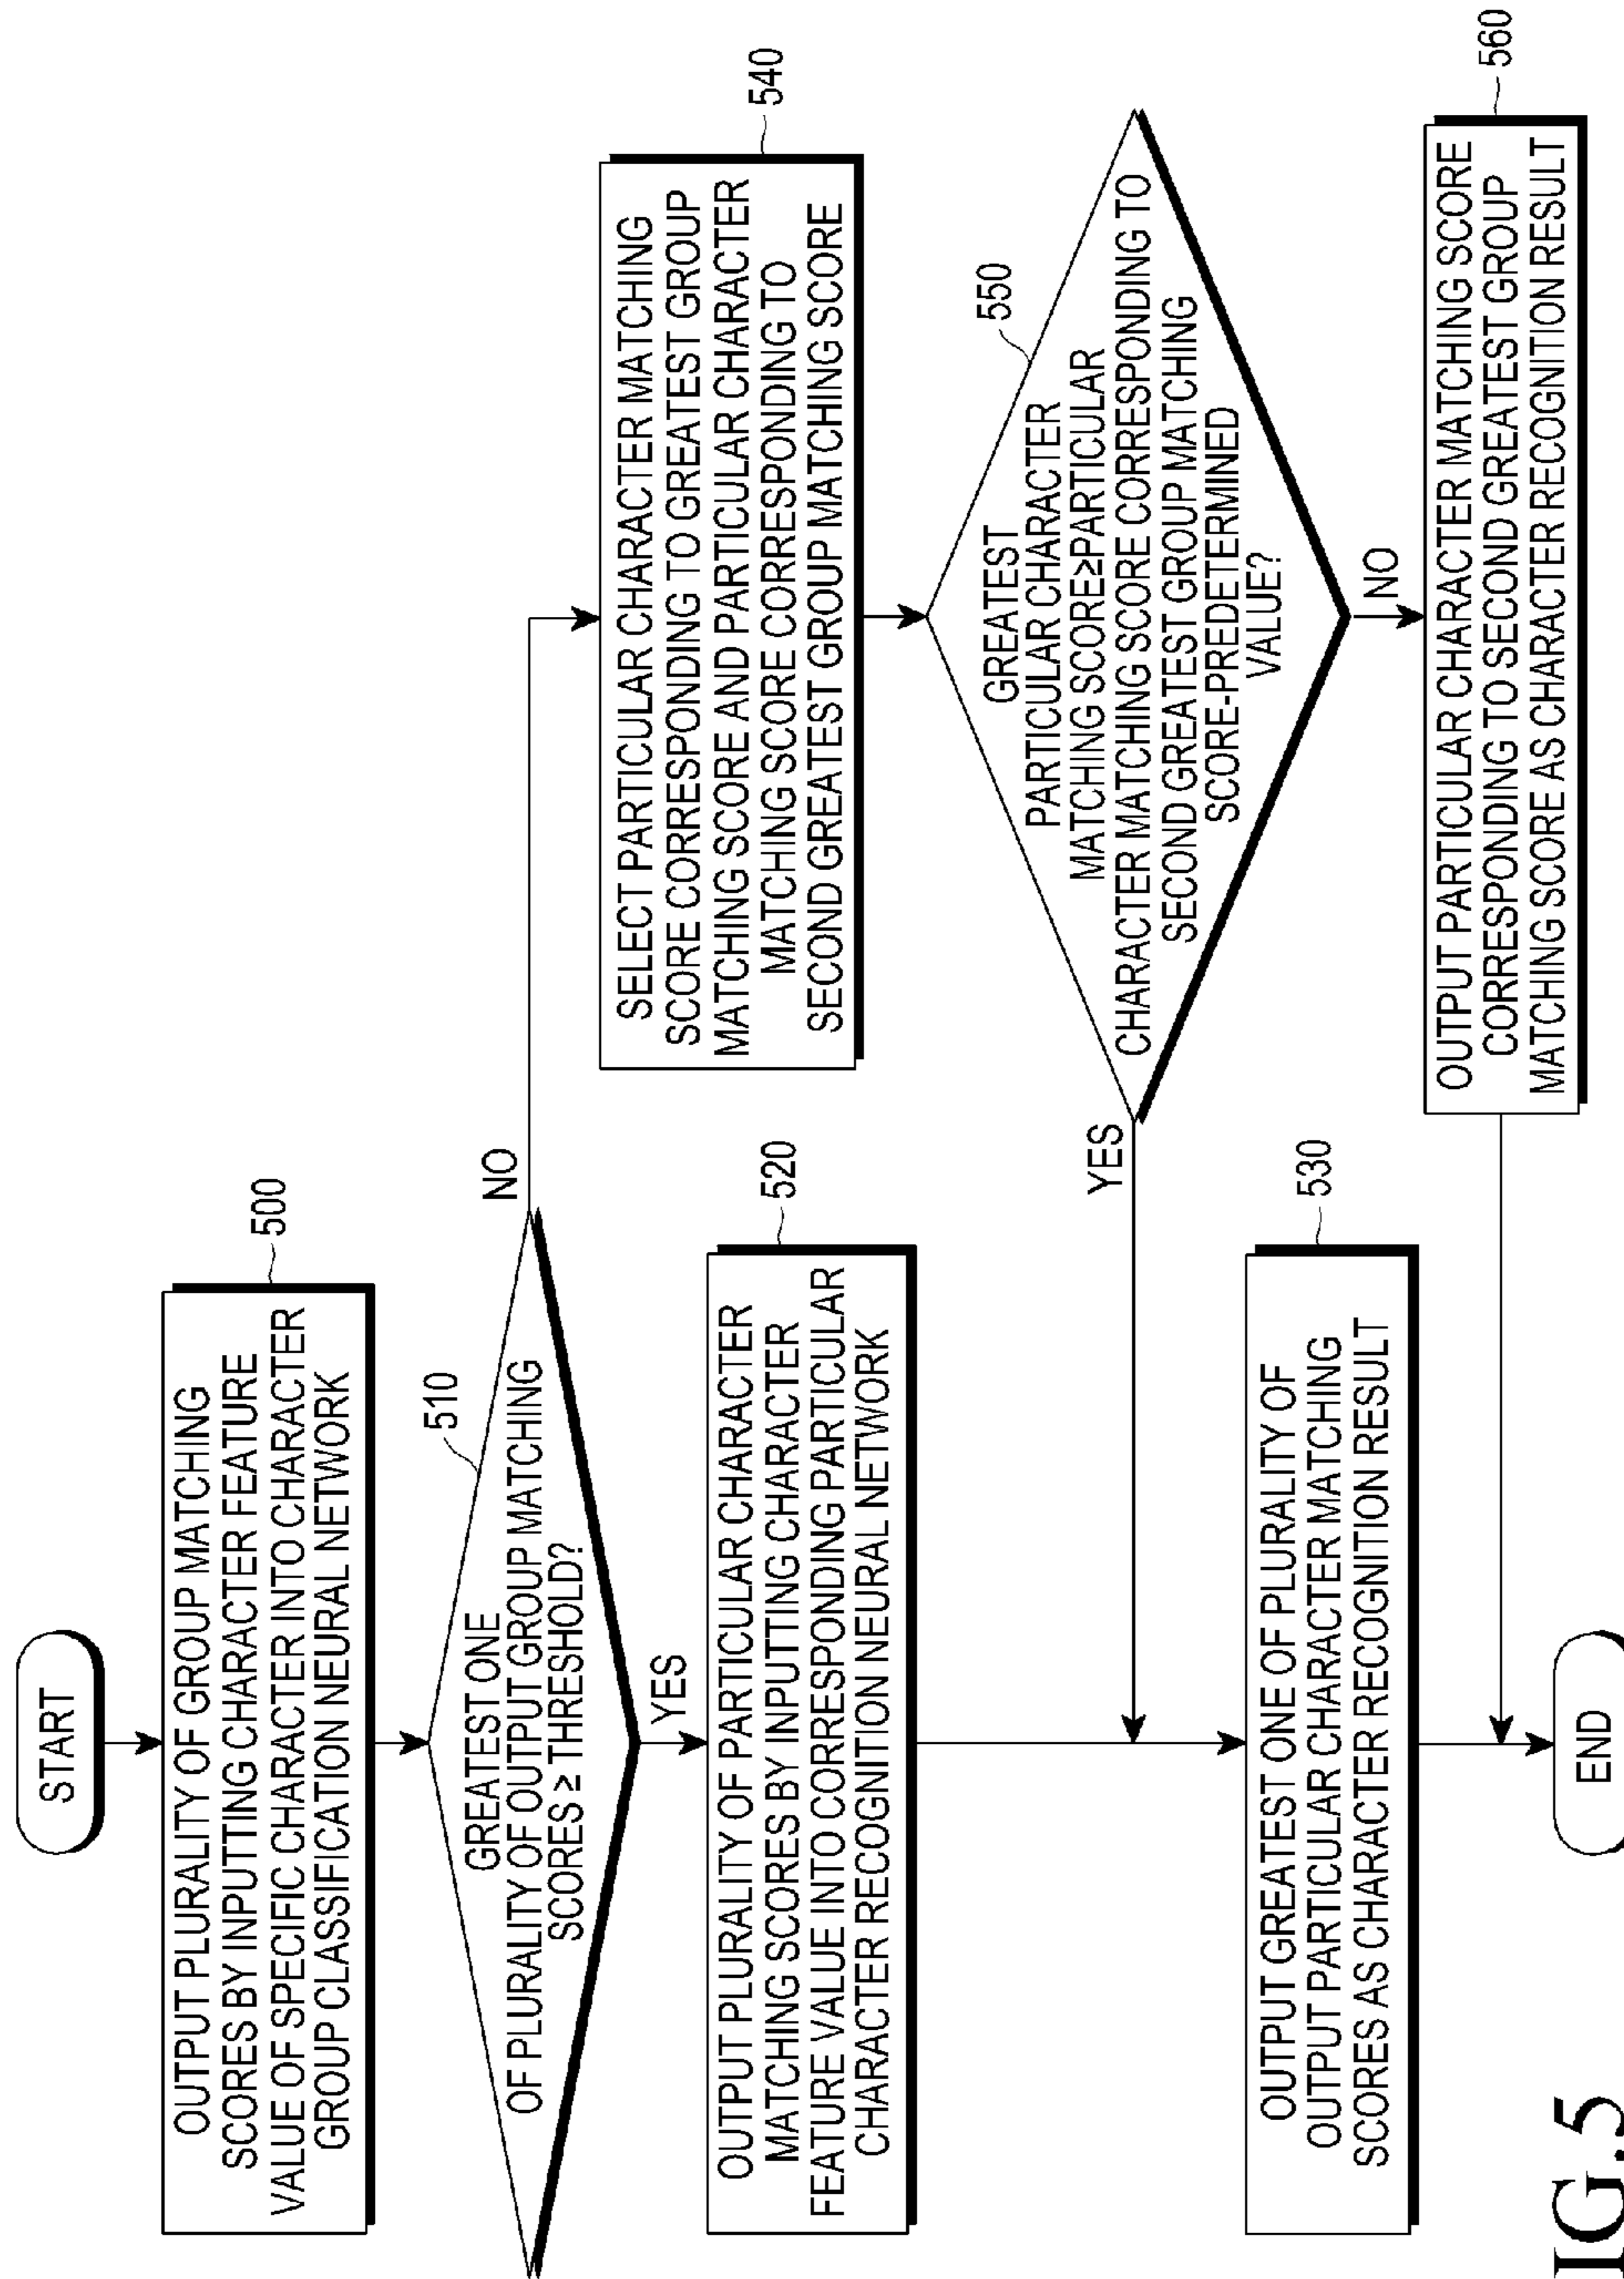 START
OUTPUT PLURALITY OF GROUP MATCHING
SCORES BY INPUTTING CHARACTER FEATURE
VALUE OF SPECIFIC CHARACTER INTO CHARACTER
GROUP CLASSIFICATION NEURAL NETWORK
500
510
GREATEST ONE
OF PLURALITY OF OUTPUT GROUP MATCHING
SCORES ≥ THRESHOLD?
NO
YES
OUTPUT PLURALITY OF PARTICULAR CHARACTER
MATCHING SCORES BY INPUTTING CHARACTER
FEATURE VALUE INTO CORRESPONDING PARTICULAR
CHARACTER RECOGNITION NEURAL NETWORK
520
SELECT PARTICULAR CHARACTER MATCHING
SCORE CORRESPONDING TO GREATEST GROUP
MATCHING SCORE AND PARTICULAR CHARACTER
MATCHING SCORE CORRESPONDING TO
SECOND GREATEST GROUP MATCHING SCORE
540
550
GREATEST
PARTICULAR CHARACTER
MATCHING SCORE≥PARTICULAR
CHARACTER MATCHING SCORE CORRESPONDING TO
SECOND GREATEST GROUP MATCHING
SCORE-PREDETERMINED
VALUE?
YES
NO
OUTPUT GREATEST ONE OF PLURALITY OF
OUTPUT PARTICULAR CHARACTER MATCHING
SCORES AS CHARACTER RECOGNITION RESULT
530
OUTPUT PARTICULAR CHARACTER MATCHING SCORE
CORRESPONDING TO SECOND GREATEST GROUP
MATCHING SCORE AS CHARACTER RECOGNITION RESULT
560
END
IG.5